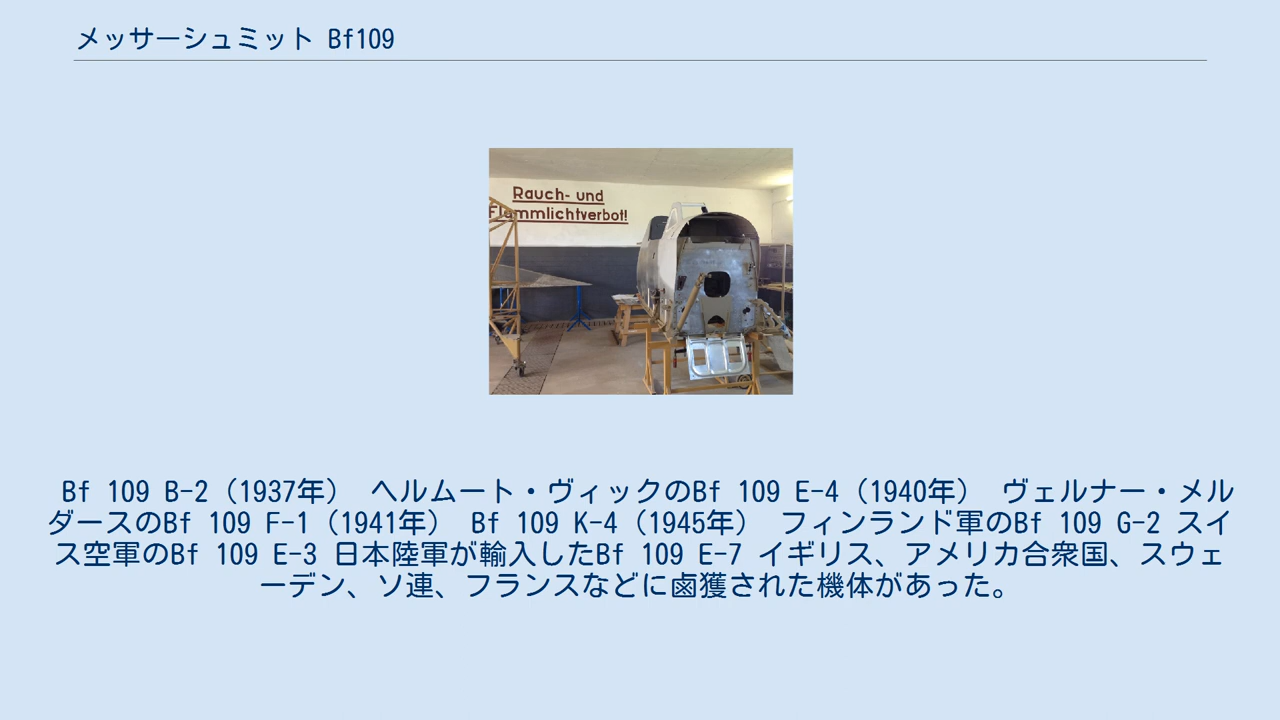 メッサーシュミット Bf109
Rauch- und
Flammlichtverbot!
Bf 109 B-2（1937年） ヘルムート・ヴィックのBf 109 E-4（1940年） ヴェルナー・メル
ダースのBf 109 F-1（1941年） Bf 109 K-4（1945年） フィンランド軍のBf 109 G-2 スイ
ス空軍のBf 109 E-3 日本陸軍が輸入したBf 109 E-7 イギリス、アメリカ合衆国、スウェ
ーデン、ソ連、フランスなどに鹵獲された機体があった。